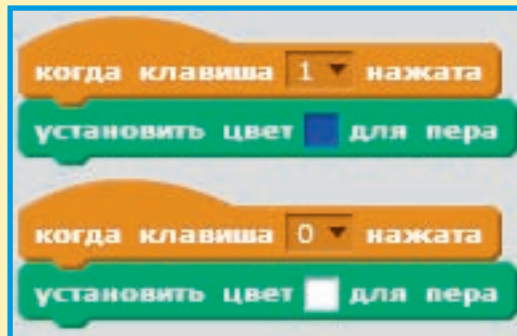 когда клавиша 1 нажата
установить цвет для пера
когда клавиша 0 нажата
установить цвет для пера